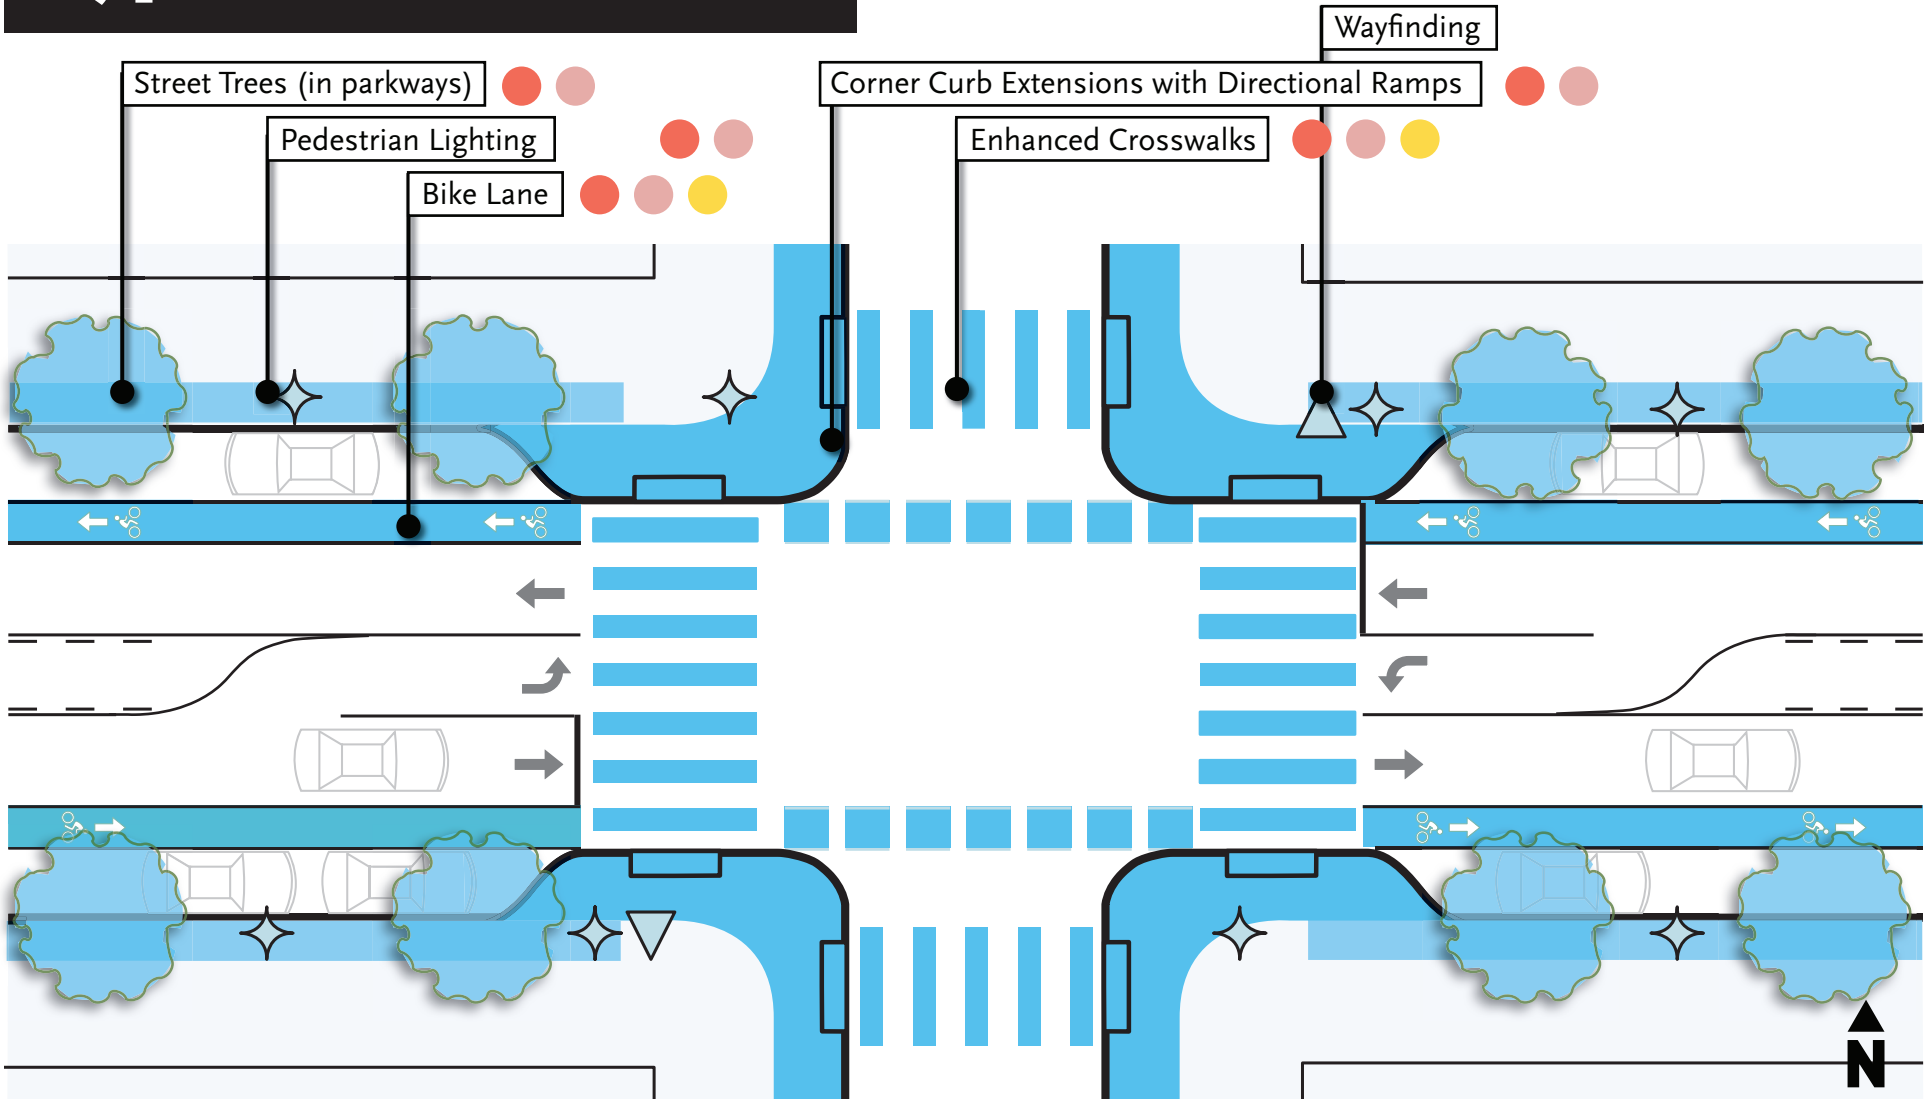 Wayfinding
Street Trees (in parkways)
Corner Curb Extensions with Directional Ramps
Pedestrian Lighting
Enhanced Crosswalks
Bike Lane
N